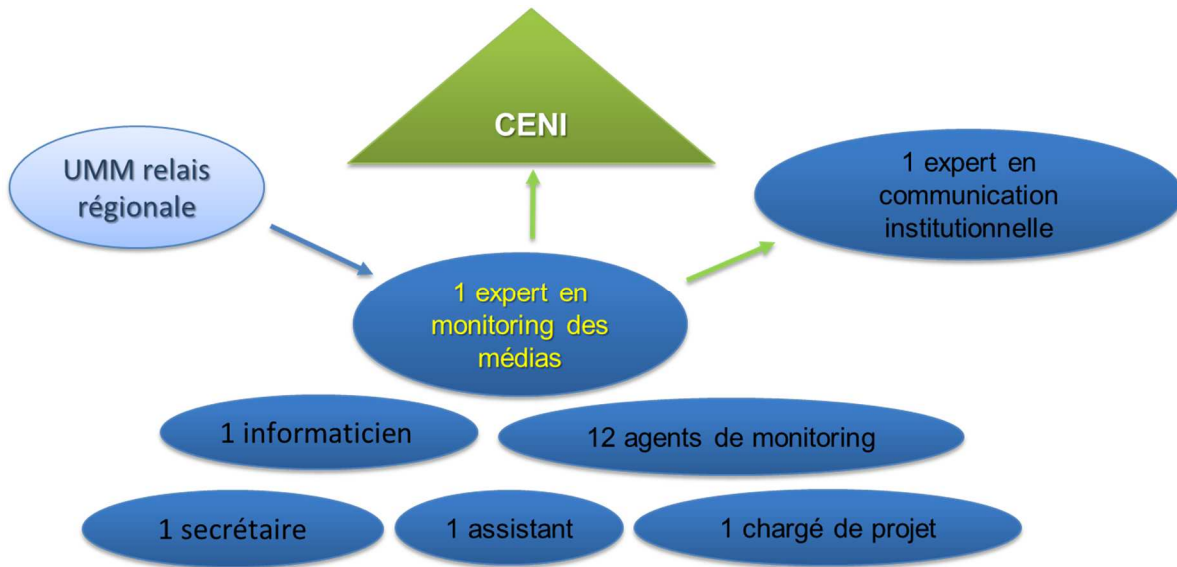 CENI
UMM relais
régionale
1 expert en
communication
institutionnelle
1 expert en
monitoring des
médias
1 informaticien
12 agents de monitoring
1 secrétaire
1 assistant
1 chargé de projet